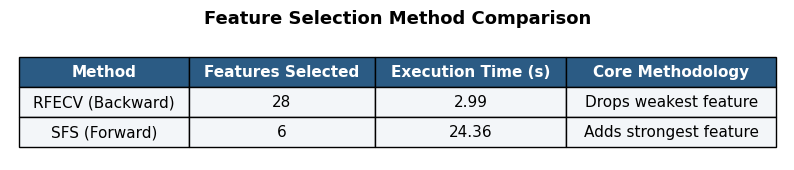 Feature Selection Method Comparison
Method Features Selected Execution Time (s) Core Methodology
RFECV (Backward) 28 2.99 Drops weakest feature
SFS (Forward) 6 24.36 Adds strongest feature